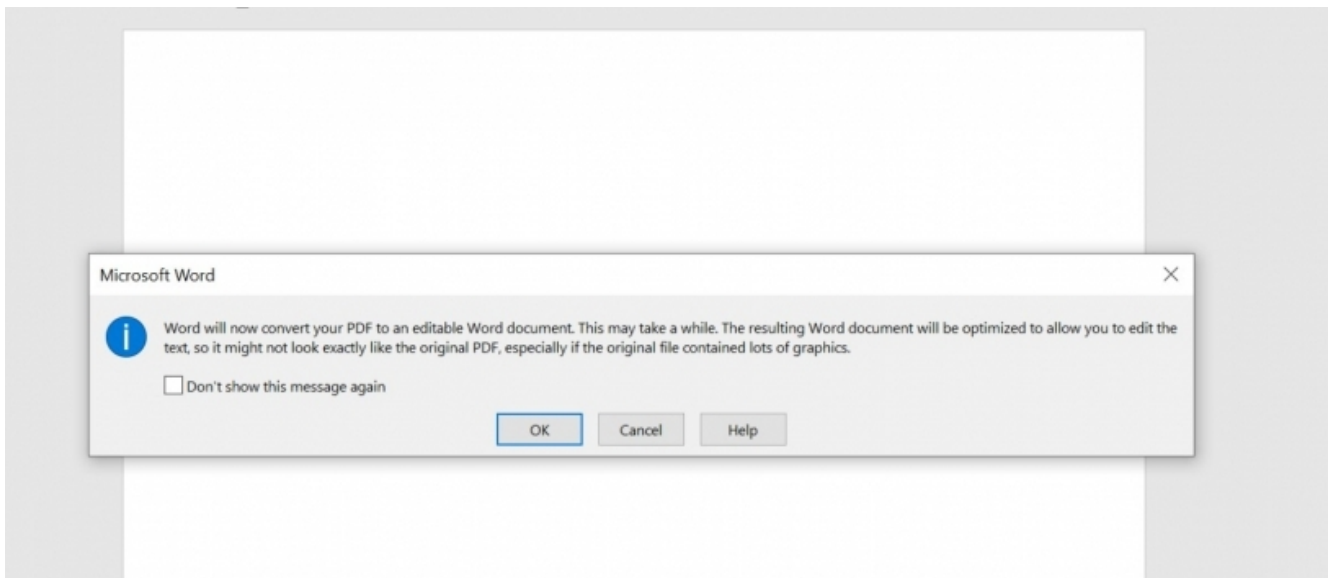 Microsoft Word
Word will now convert your PDF to an editable Word document. This may take a while. The resulting Word document will be optimized to allow you to edit the
text, so it might not look exactly like the original PDF, especially if the original file contained lots of graphics.
Don't show this message again
OK Cancel Help